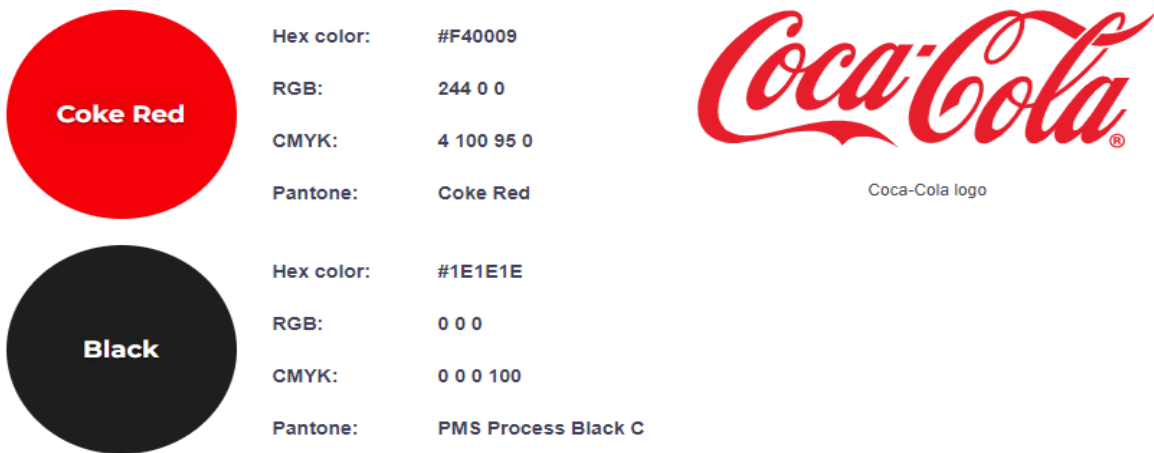 Coke Red
Hex color: #F40009
RGB: 244 0 0
CMYK: 4 100 95 0
Pantone: Coke Red
Coca-Cola ®
Coca-Cola logo
Black
Hex color: #1E1E1E
RGB: 0 0 0
CMYK: 0 0 0 100
Pantone: PMS Process Black C